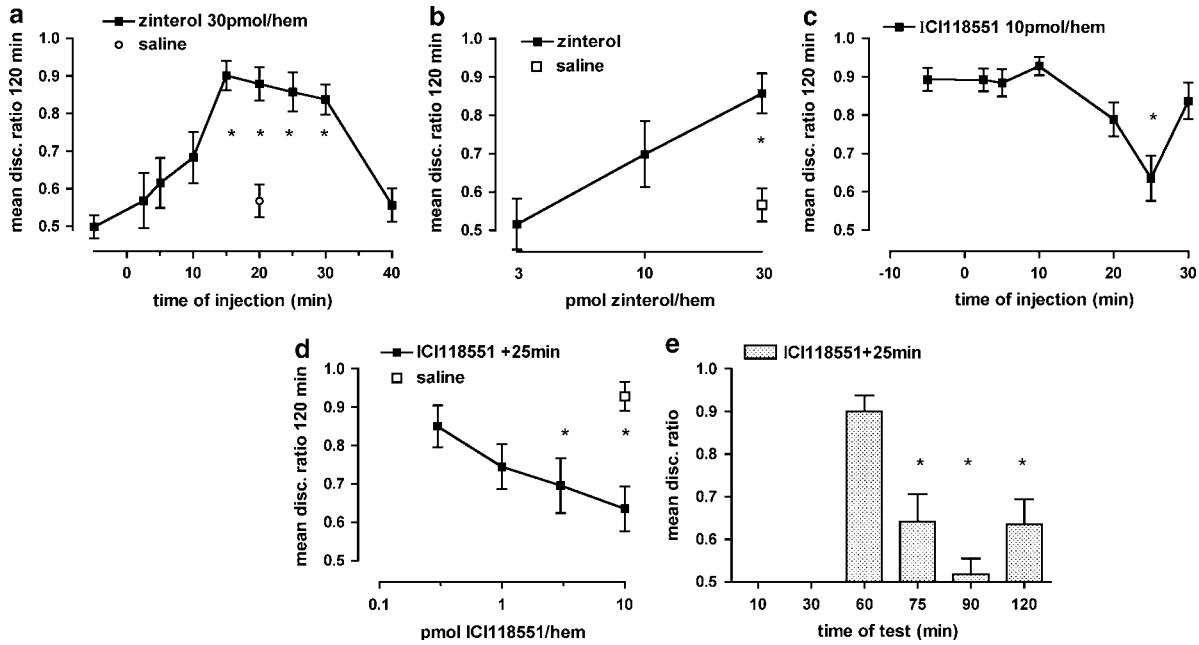 a
zinterol 30pmol/hem
saline
mean disc. ratio 120 min
1.0
0.9
0.8
0.7
0.6
0.5
* * * *
0 10 20 30 40
time of injection (min)
b
zinterol
saline
mean disc. ratio 120 min
1.0
0.9
0.8
0.7
0.6
0.5
*
3 10 30
pmol zinterol/hem
c
ICI118551 10pmol/hem
mean disc. ratio 120 min
1.0
0.9
0.8
0.7
0.6
0.5
*
-10 0 10 20 30
time of injection (min)
d
ICI118551 +25min
saline
mean disc. ratio 120 min
1.0
0.9
0.8
0.7
0.6
0.5
* *
0.1 1 10
pmol ICI118551/hem
e
ICI118551+25min
mean disc. ratio
1.0
0.9
0.8
0.7
0.6
0.5
* * *
10 30 60 75 90 120
time of test (min)